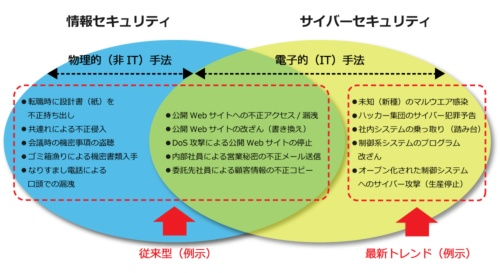 情報セキュリティ
サイバーセキュリティ
物理的（非 IT）手法
電子的（IT）手法
●転職時に設計書（紙）を
不正持ち出し
●共連れによる不正侵入
●会議時の機密事項の盗聴
●ゴミ箱漁りによる機密書類入手
●なりすまし電話による
口頭での漏洩
●公開 Web サイトへの不正アクセス / 漏洩
●公開 Web サイトの改ざん（書き換え）
●DoS 攻撃による公開 Web サイトの停止
●内部社員による営業秘密の不正メール送信
●委託先社員による顧客情報の不正コピー
●未知（新種）のマルウエア感染
●ハッカー集団のサイバー犯罪予告
●社内システムの乗っ取り（踏み台）
●制御系システムのプログラム
改ざん
●オープン化された制御システム
へのサイバー攻撃（生産停止）
従来型（例示）
最新トレンド（例示）